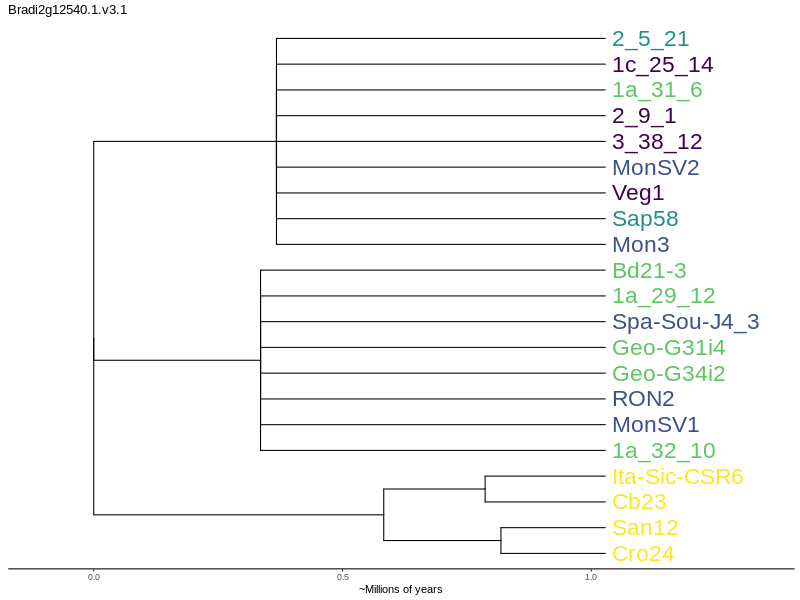 Bradi2g12540.1.v3.1
2_5_21
1c_25_14
1a_31_6
2_9_1
3_38_12
MonSV2
Veg1
Sap58
Mon3
Bd21-3
1a_29_12
Spa-Sou-J4_3
Geo-G31i4
Geo-G34i2
RON2
MonSV1
1a_32_10
Ita-Sic-CSR6
Cb23
San12
Cro24
0.0 0.5 1.0
~Millions of years